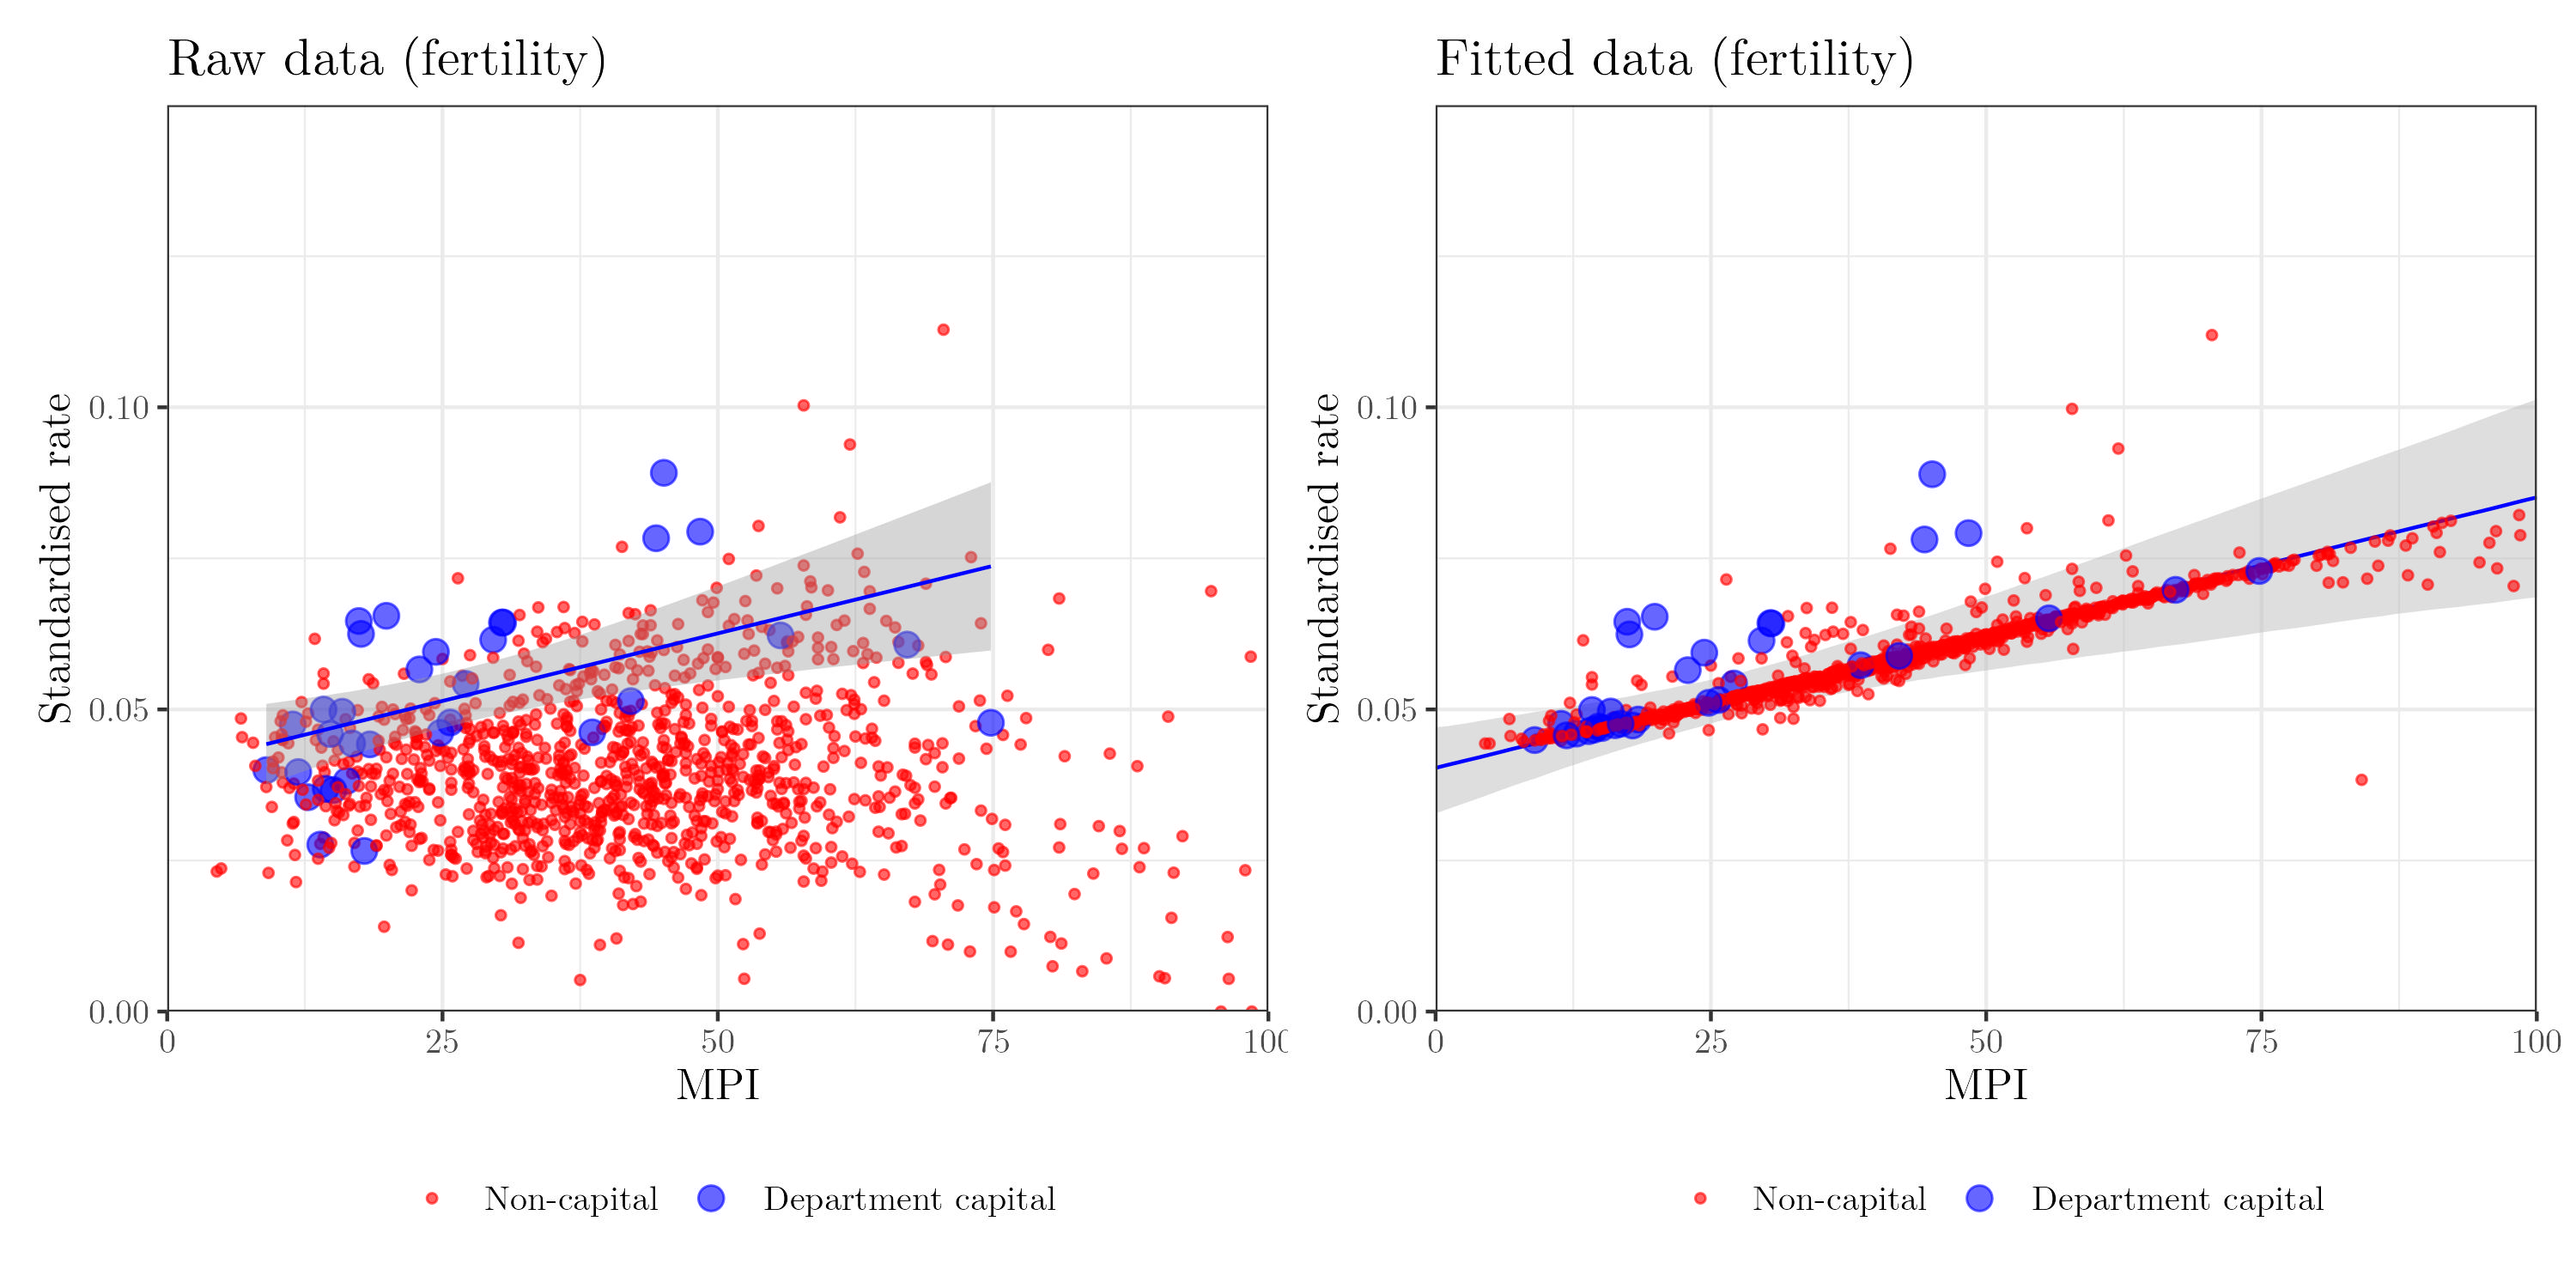 Raw data (fertility)
Standardised rate
0.10
0.05
0.00
0
25
50
75
100
MPI
Non-capital
Department capital
Fitted data (fertility)
Standardised rate
0.10
0.05
0.00
0
25
50
75
100
MPI
Non-capital
Department capital